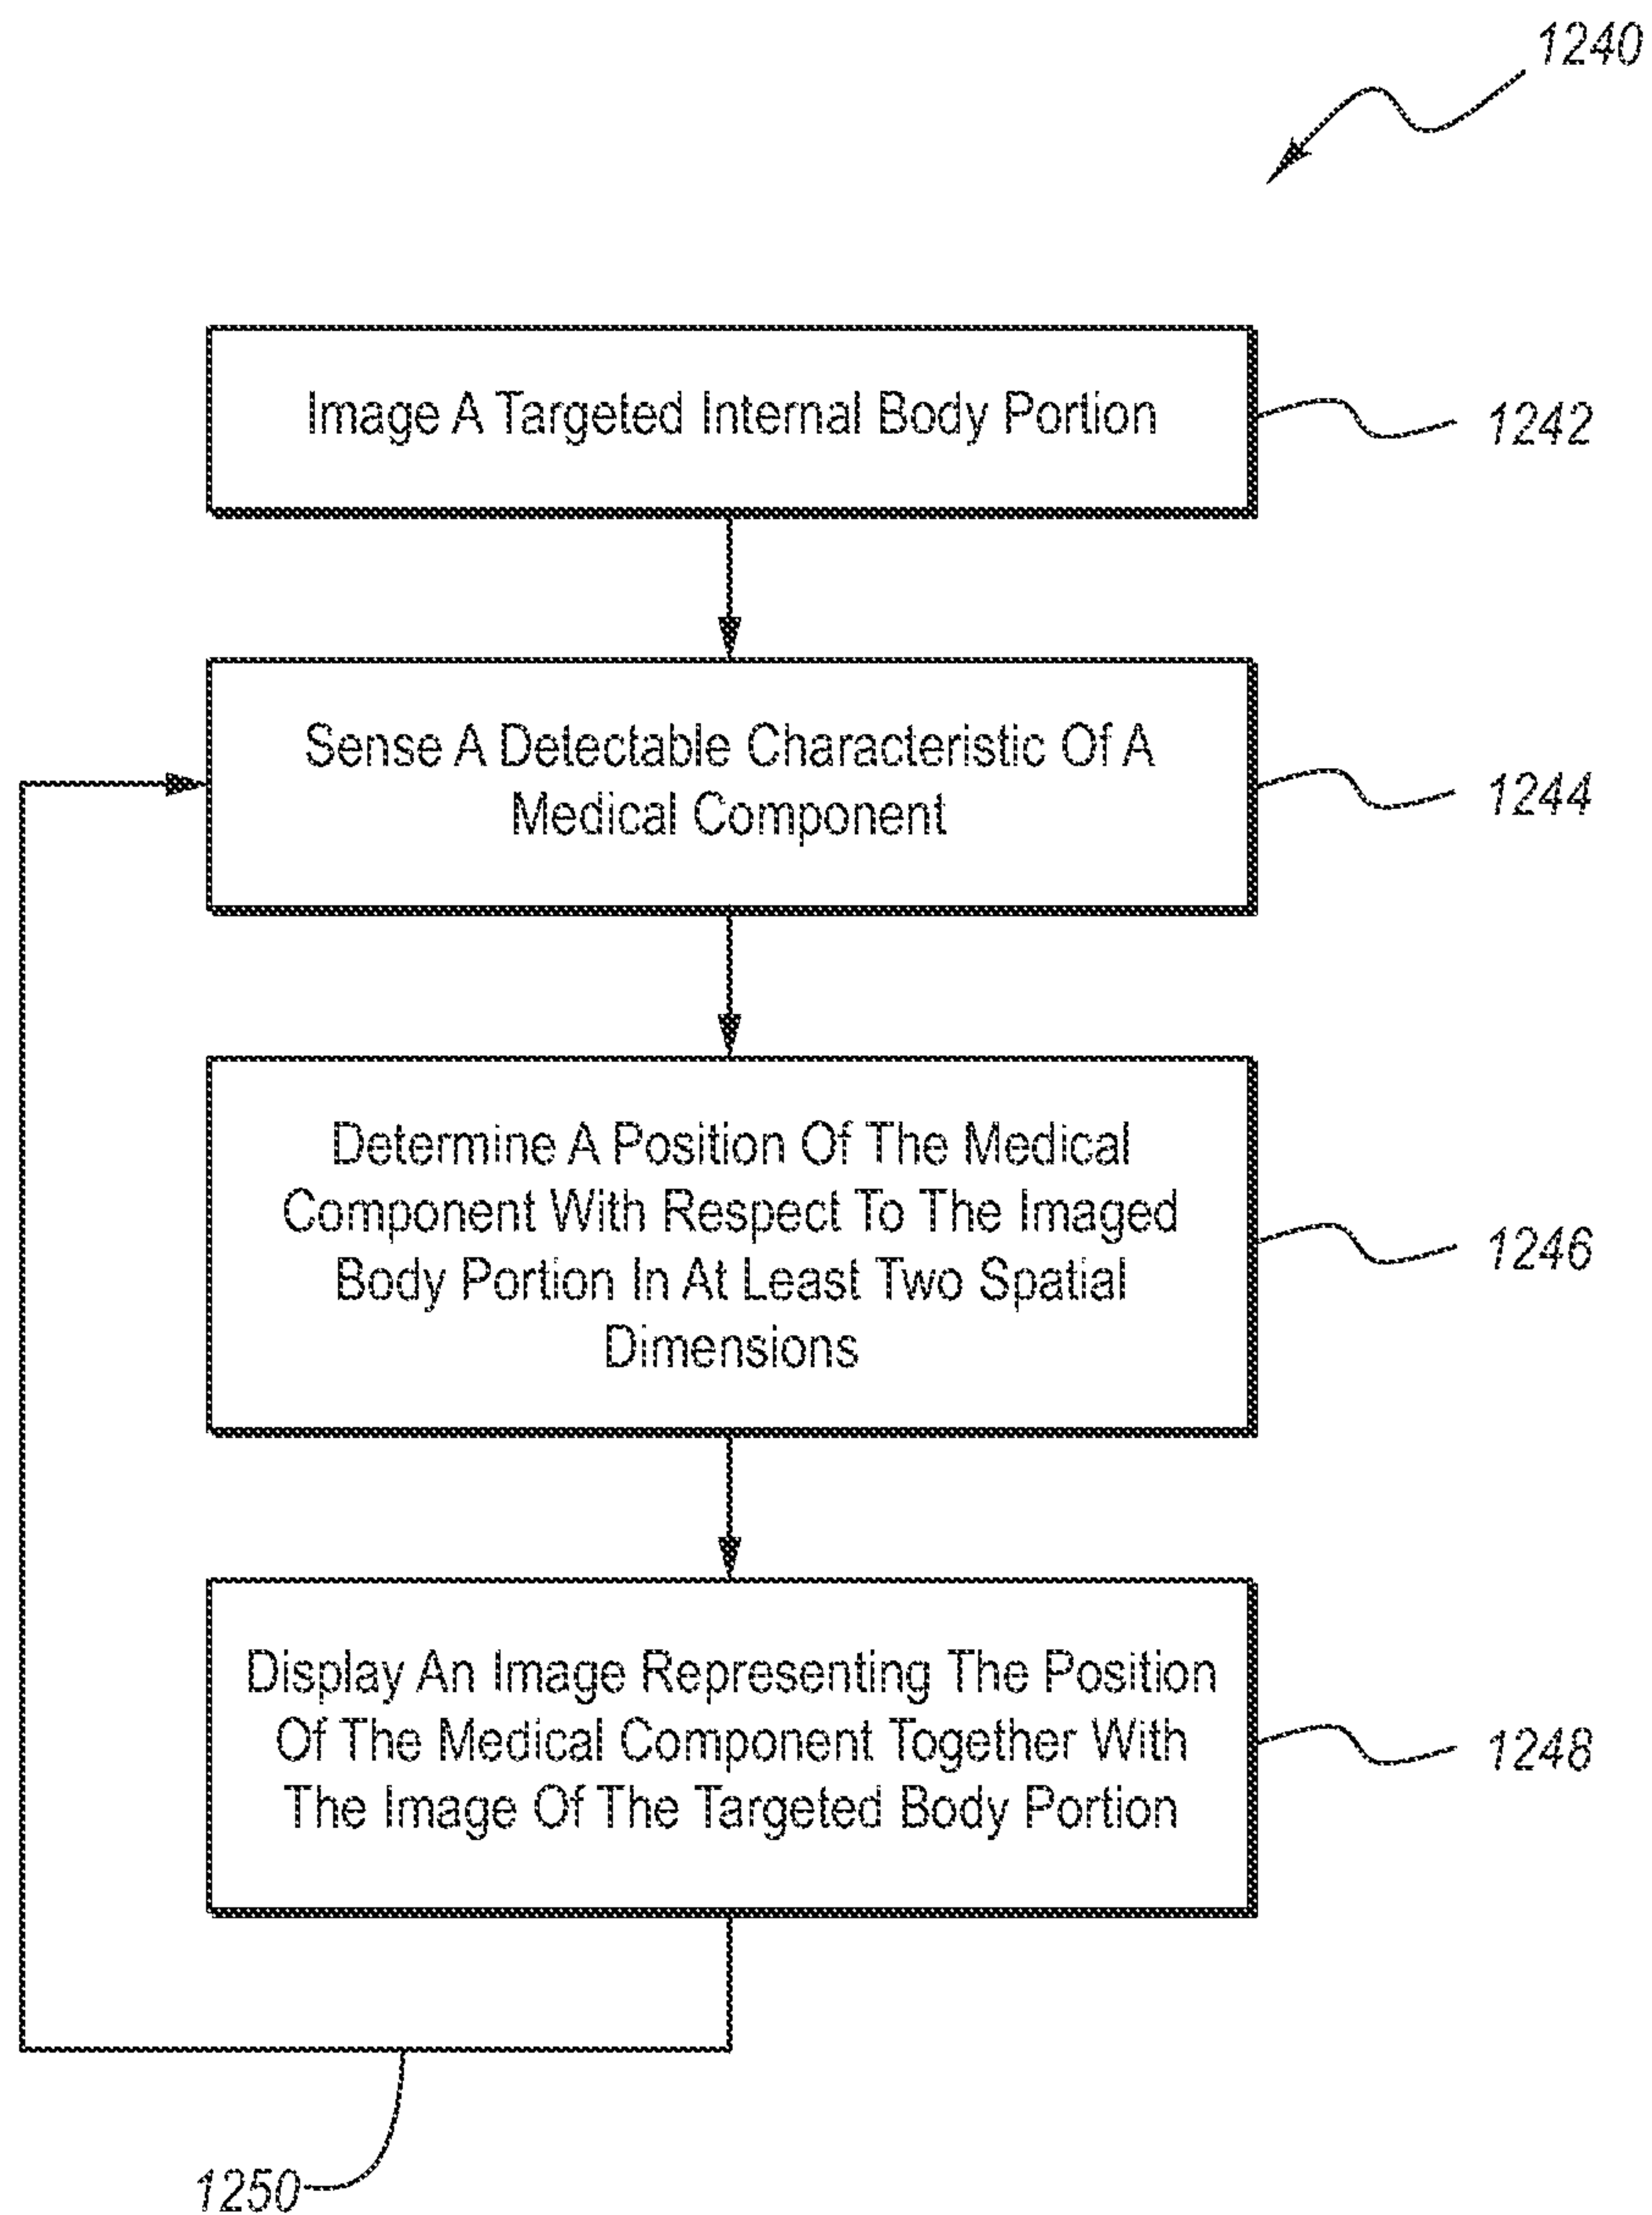 1240
Image A Targeted Internal Body Portion
1242
Sense A Detectable Characteristic Of A
Medical Component
1244
Determine A Position Of The Medical
Component With Respect To The Imaged
Body Portion In At Least Two Spatial
Dimensions
1246
Display An Image Representing The Position
Of The Medical Component Together With
The Image Of The Targeted Body Portion
1248
1250